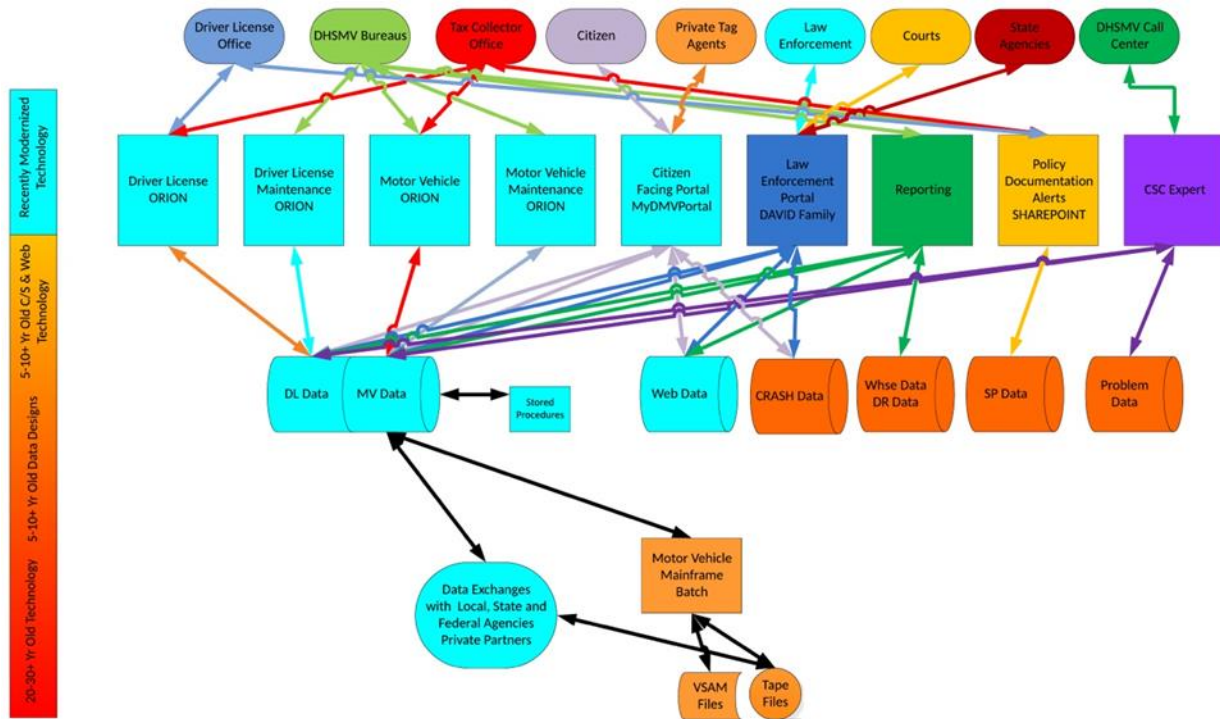 Driver License
Office
DHSMV Bureaus
Tax Collector
Office
Citizen
Private Tag
Agents
Law
Enforcement
Courts
State
Agencies
DHSMV Call
Center
Recently Modernized
Technology
5-10+ Yr Old C/S & Web
Technology
5-10+ Yr Old Data Designs
20-30+ Yr Old Technology
Driver License
ORION
Driver License
Maintenance
ORION
Motor Vehicle
ORION
Motor Vehicle
Maintenance
ORION
Citizen
Facing Portal
MyDMVPortal
Law
Enforcement
Portal
DAVID Family
Reporting
Policy
Documentation
Alerts
SHAREPOINT
CSC Expert
DL Data
MV Data
Stored
Procedures
Web Data
CRASH Data
Whse Data
DR Data
SP Data
Problem
Data
Data Exchanges
with Local, State and
Federal Agencies
Private Partners
Motor Vehicle
Mainframe
Batch
VSAM
Files
Tape
Files